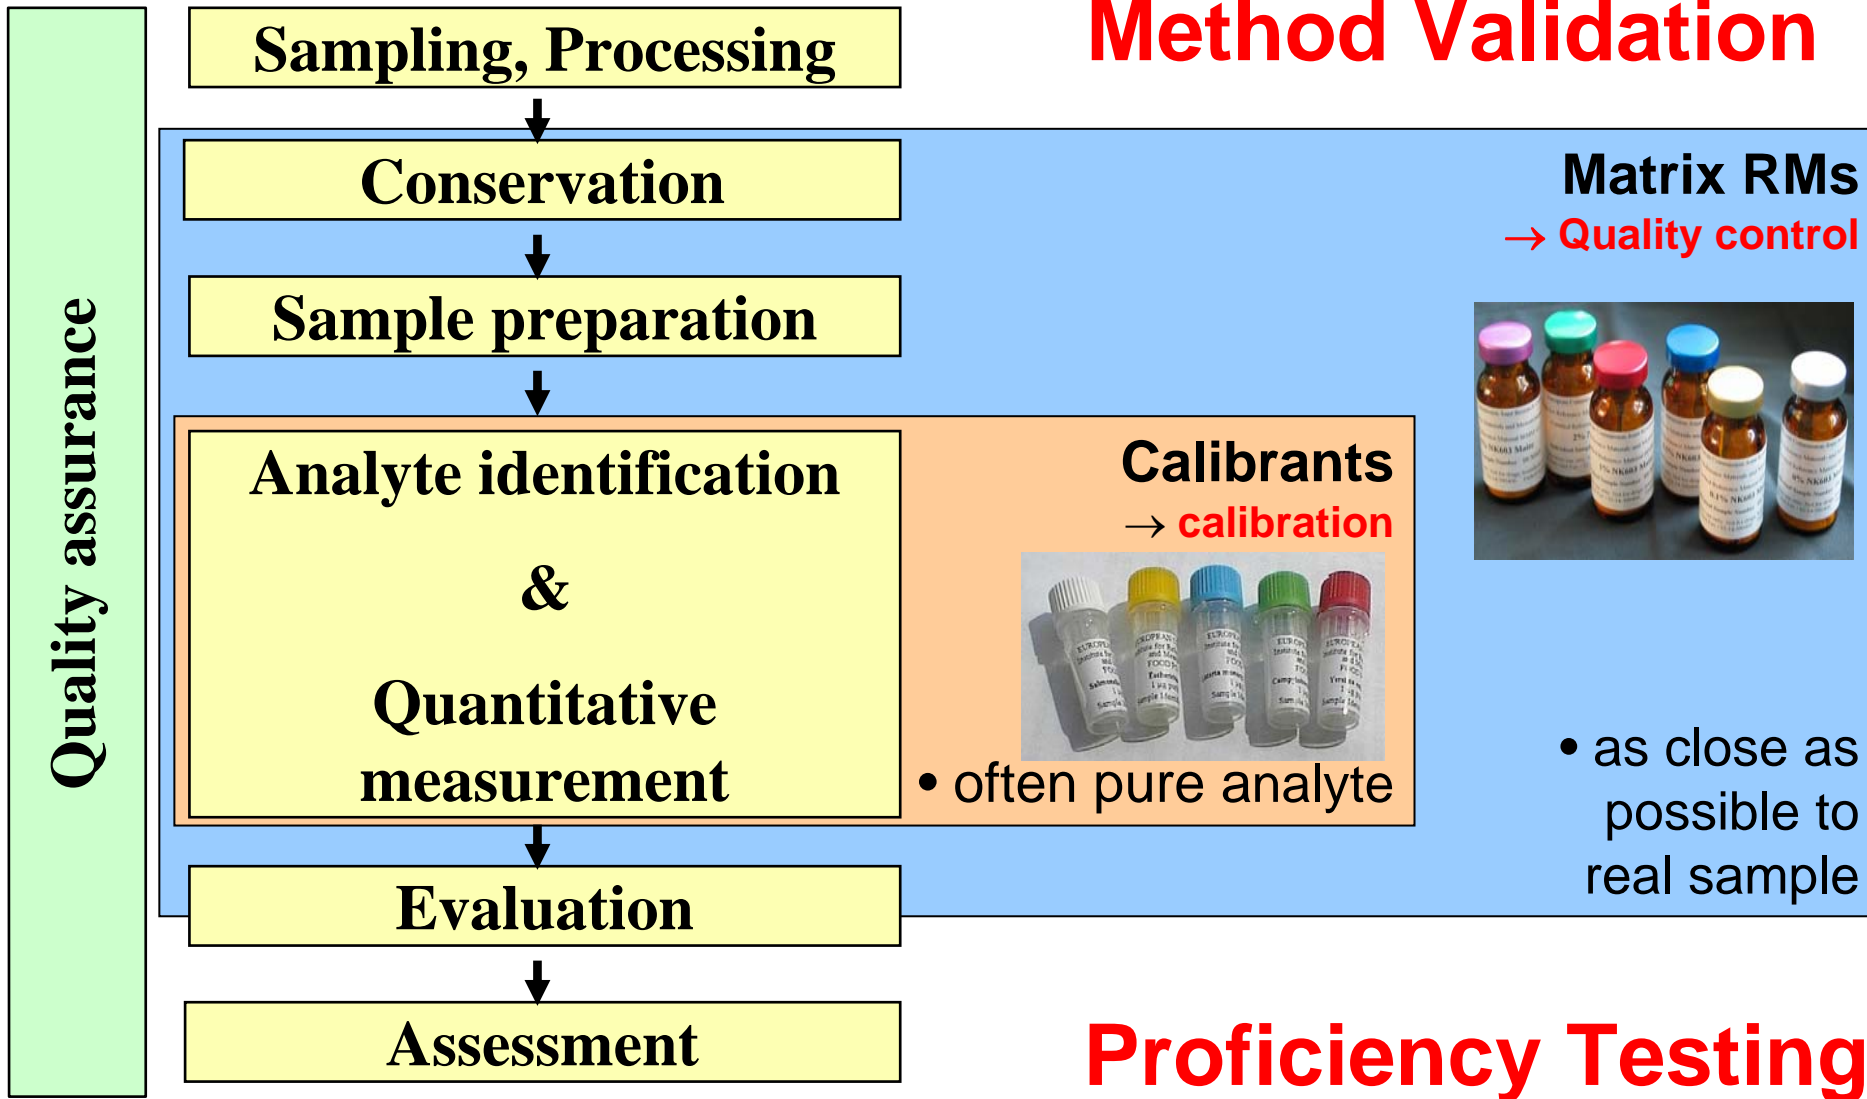 Method Validation
Quality assurance
Sampling, Processing
Conservation
Sample preparation
Analyte identification
&
Quantitative
measurement
Evaluation
Assessment
Matrix RMs
→ Quality control
Calibrants
→ calibration
• often pure analyte
• as close as
possible to
real sample
Proficiency Testing